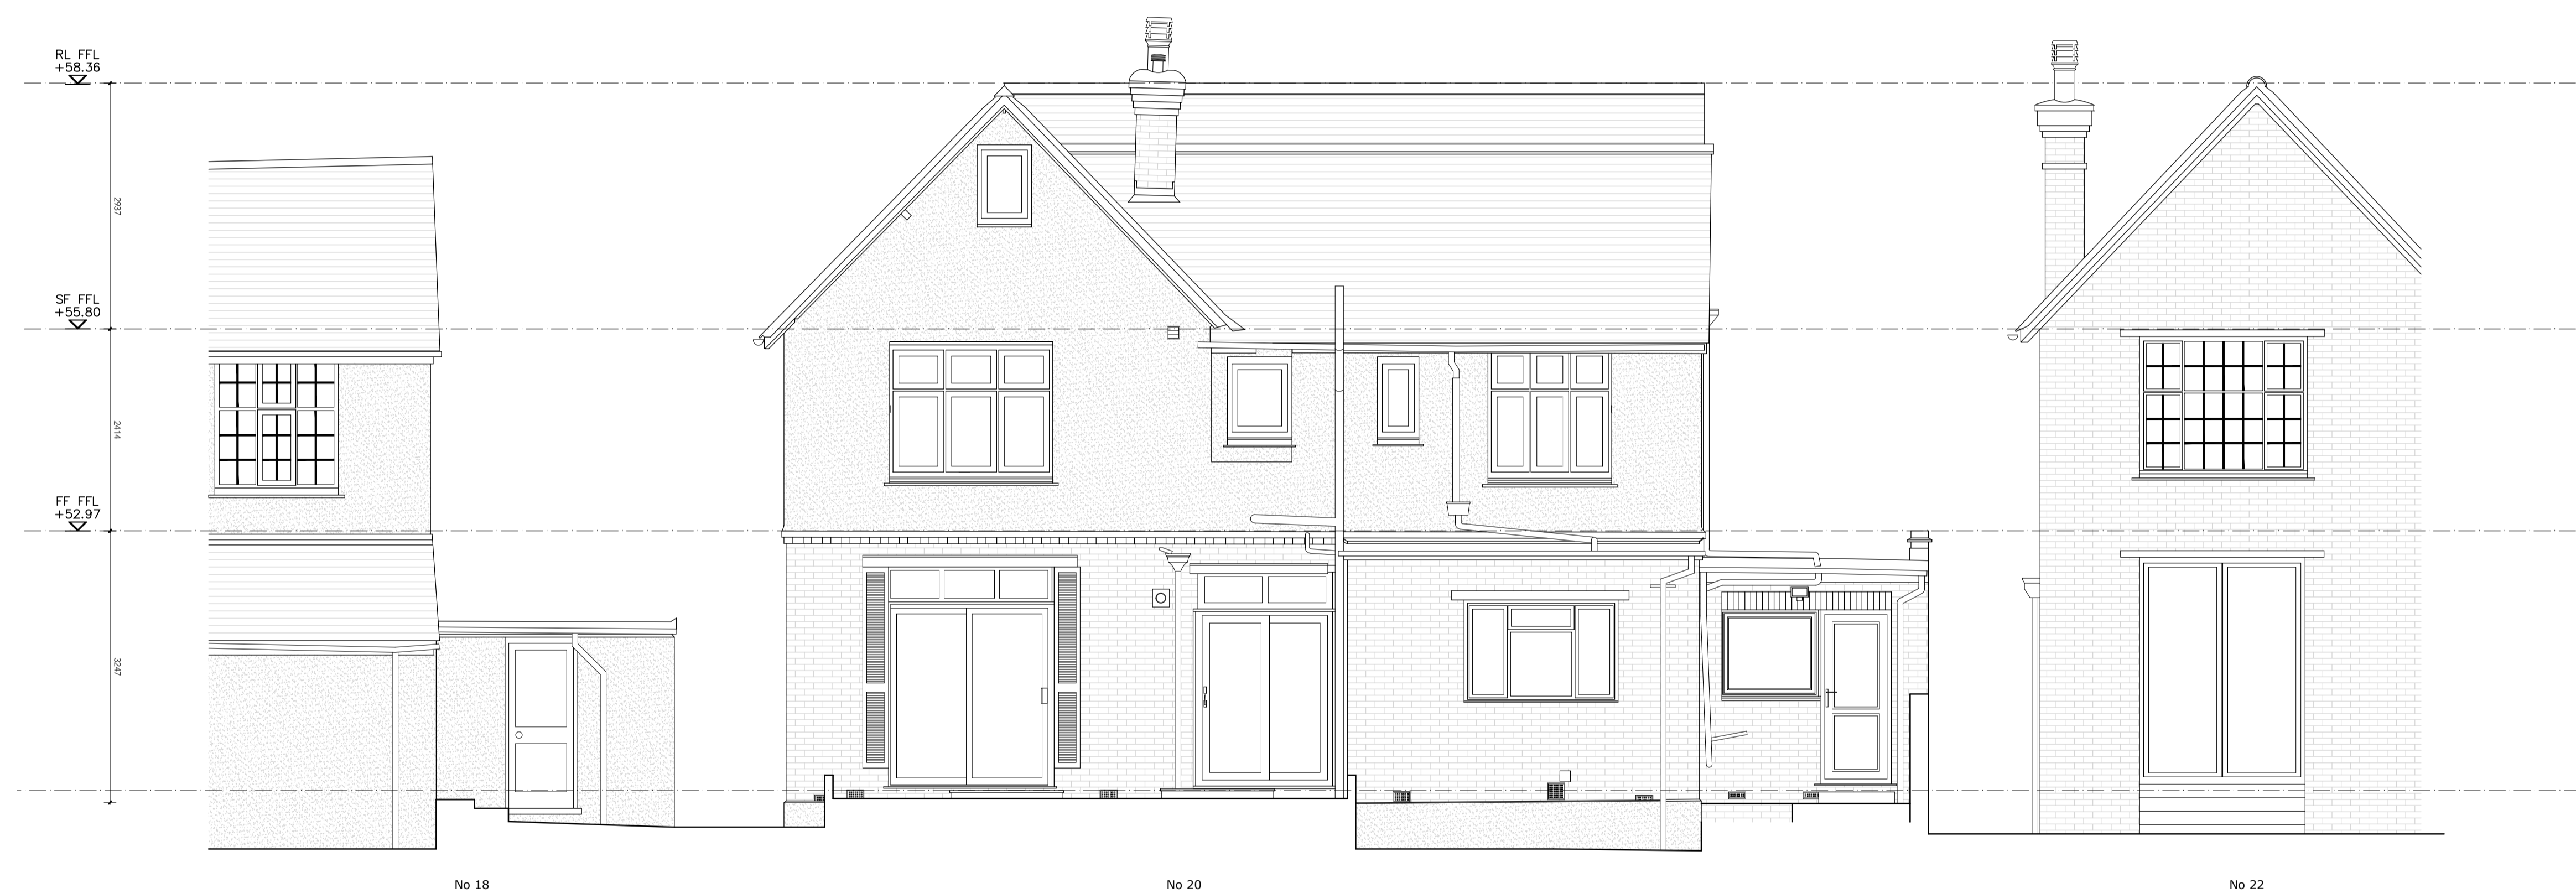 RL FFL
+58.36
2937
SF FFL
+55.80
2414
FF FFL
+52.97
3247
No 18
No 20
No 22